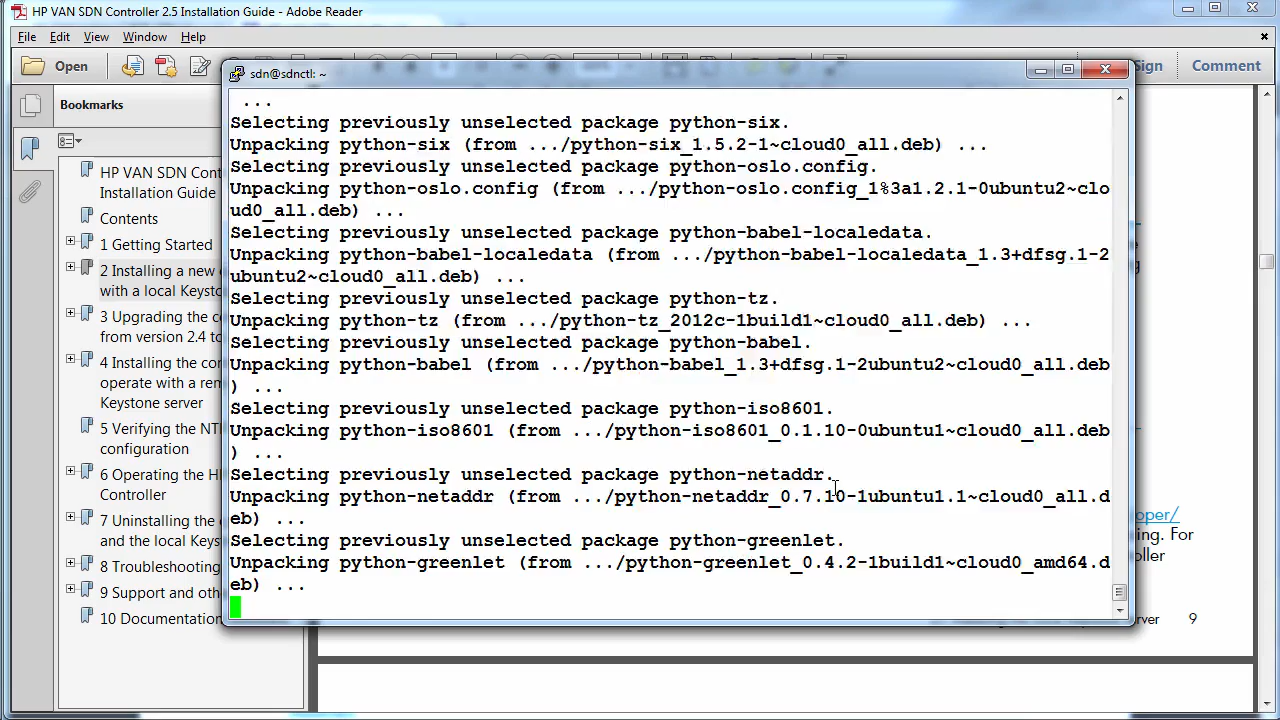 HP VAN SDN Controller 2.5 Installation Guide - Adobe Reader
File Edit View Window Help
Open
Sign
Comment
Bookmarks
HP VAN SDN Contr
Installation Guide
Contents
1 Getting Started
2 Installing a new
with a local Keysto
3 Upgrading the co
from version 2.4 to
4 Installing the con
operate with a rem
Keystone server
5 Verifying the NTP
configuration
6 Operating the HP
Controller
7 Uninstalling the
and the local Keys
8 Troubleshooting
9 Support and othe
10 Documentation
sdn@sdnctl: ~
...
Selecting previously unselected package python-six.
Unpacking python-six (from .../python-six_1.5.2-1~cloud0_all.deb) ...
Selecting previously unselected package python-oslo.config.
Unpacking python-oslo.config (from .../python-oslo.config_1%3a1.2.1-0ubuntu2~clo
ud0_all.deb) ...
Selecting previously unselected package python-babel-localedata.
Unpacking python-babel-localedata (from .../python-babel-localedata_1.3+dfsg.1-2
ubuntu2~cloud0_all.deb) ...
Selecting previously unselected package python-tz.
Unpacking python-tz (from .../python-tz_2012c-1build1~cloud0_all.deb) ...
Selecting previously unselected package python-babel.
Unpacking python-babel (from .../python-babel_1.3+dfsg.1-2ubuntu2~cloud0_all.deb
) ...
Selecting previously unselected package python-iso8601.
Unpacking python-iso8601 (from .../python-iso8601_0.1.10-0ubuntu1~cloud0_all.deb
) ...
Selecting previously unselected package python-netaddr.
Unpacking python-netaddr (from .../python-netaddr_0.7.10-1ubuntu1.1~cloud0_all.d
eb) ...
Selecting previously unselected package python-greenlet.
Unpacking python-greenlet (from .../python-greenlet_0.4.2-1build1~cloud0_amd64.d
eb) ...
oper/
ng. For
oller
erver 9